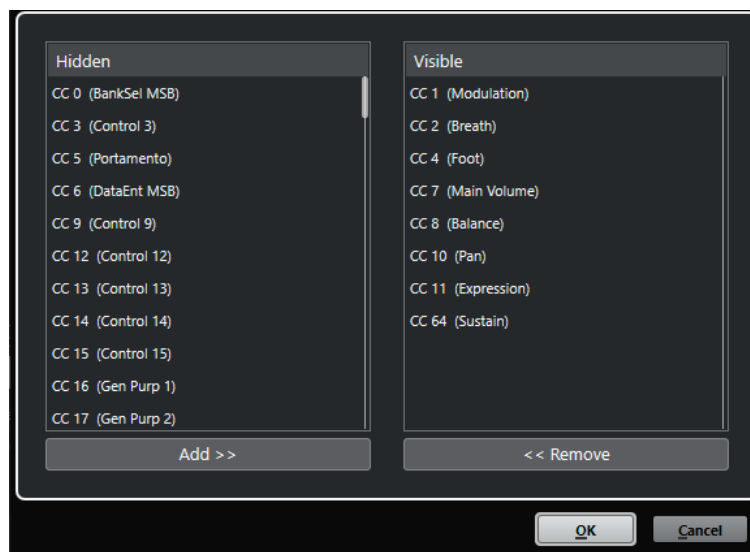 Hidden
CC 0 (BankSel MSB)
CC 3 (Control 3)
CC 5 (Portamento)
CC 6 (DataEnt MSB)
CC 9 (Control 9)
CC 12 (Control 12)
CC 13 (Control 13)
CC 14 (Control 14)
CC 15 (Control 15)
CC 16 (Gen Purp 1)
CC 17 (Gen Purp 2)
Add >>
Visible
CC 1 (Modulation)
CC 2 (Breath)
CC 4 (Foot)
CC 7 (Main Volume)
CC 8 (Balance)
CC 10 (Pan)
CC 11 (Expression)
CC 64 (Sustain)
<< Remove
OK
Cancel